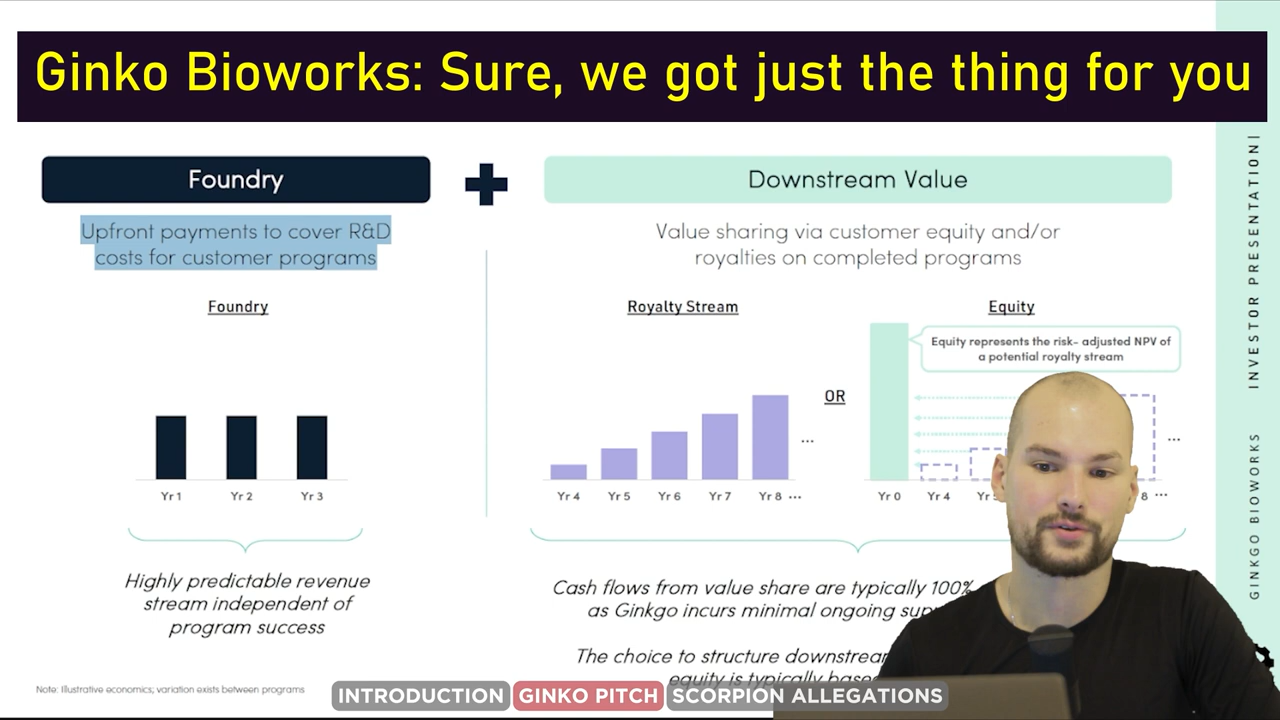 Ginko Bioworks: Sure, we got just the thing for you
Foundry
Upfront payments to cover R&D
costs for customer programs
Foundry
Yr 1 Yr 2 Yr 3
Highly predictable revenue
stream independent of
program success
Downstream Value
Value sharing via customer equity and/or
royalties on completed programs
Royalty Stream
Yr 4 Yr 5 Yr 6 Yr 7 Yr 8 ...
...
OR
Equity
Equity represents the risk- adjusted NPV of
a potential royalty stream
Yr 0 Yr 4 8 ...
...
Cash flows from value share are typically 100%
as Ginkgo incurs minimal ongoing
The choice to structure
equity is typically
Note: Illustrative economics; variation exists between programs
INTRODUCTION GINKO PITCH SCORPION ALLEGATIONS
GINKGO BIOWORKS INVESTOR PRESENTATION|